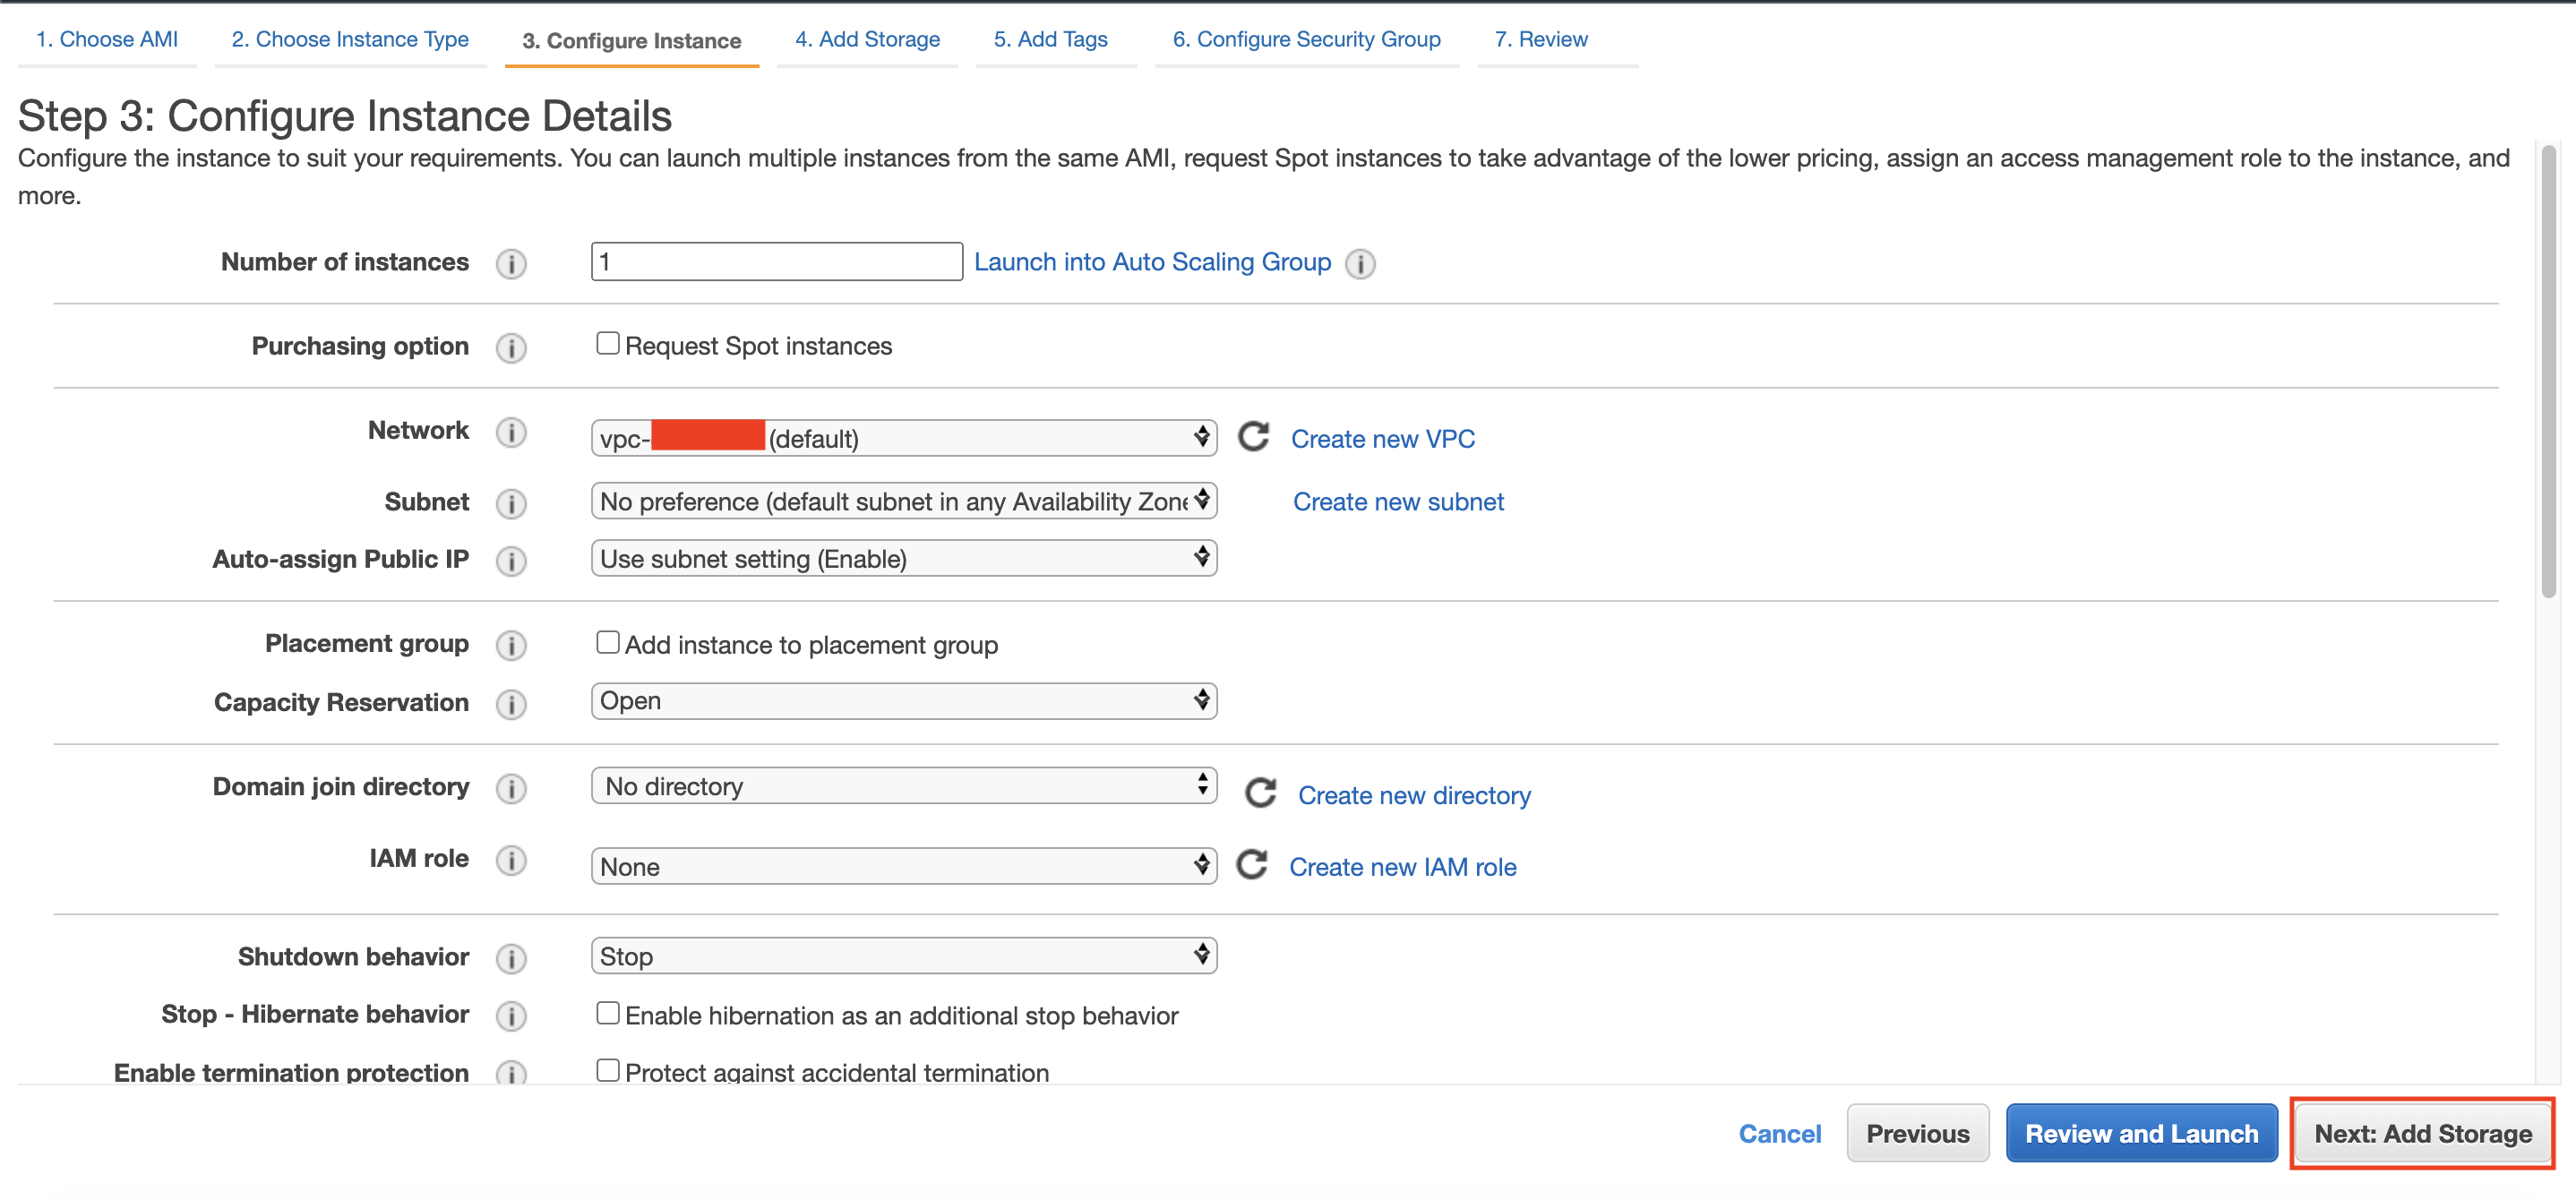 1. Choose AMI 2. Choose Instance Type 3. Configure Instance 4. Add Storage 5. Add Tags 6. Configure Security Group 7. Review
Step 3: Configure Instance Details
Configure the instance to suit your requirements. You can launch multiple instances from the same AMI, request Spot instances to take advantage of the lower pricing, assign an access management role to the instance, and
more.
Number of instances i 1 Launch into Auto Scaling Group i
Purchasing option i Request Spot instances
Network i vpc- (default) Create new VPC
Subnet i No preference (default subnet in any Availability Zone Create new subnet
Auto-assign Public IP i Use subnet setting (Enable)
Placement group i Add instance to placement group
Capacity Reservation i Open
Domain join directory i No directory Create new directory
IAM role i None Create new IAM role
Shutdown behavior i Stop
Stop - Hibernate behavior i Enable hibernation as an additional stop behavior
Enable termination protection i Protect against accidental termination
Cancel Previous Review and Launch Next: Add Storage